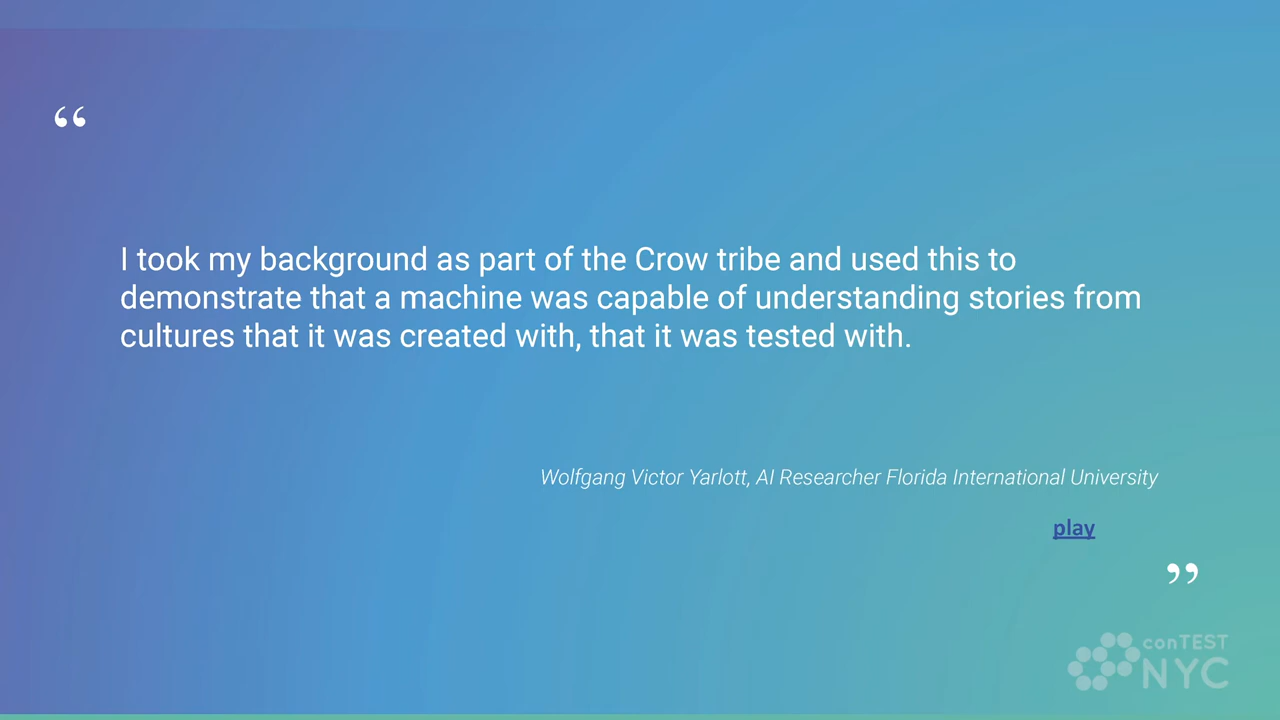 “
I took my background as part of the Crow tribe and used this to
demonstrate that a machine was capable of understanding stories from
cultures that it was created with, that it was tested with.
Wolfgang Victor Yarlott, AI Researcher Florida International University
play
”
conTEST
NYC